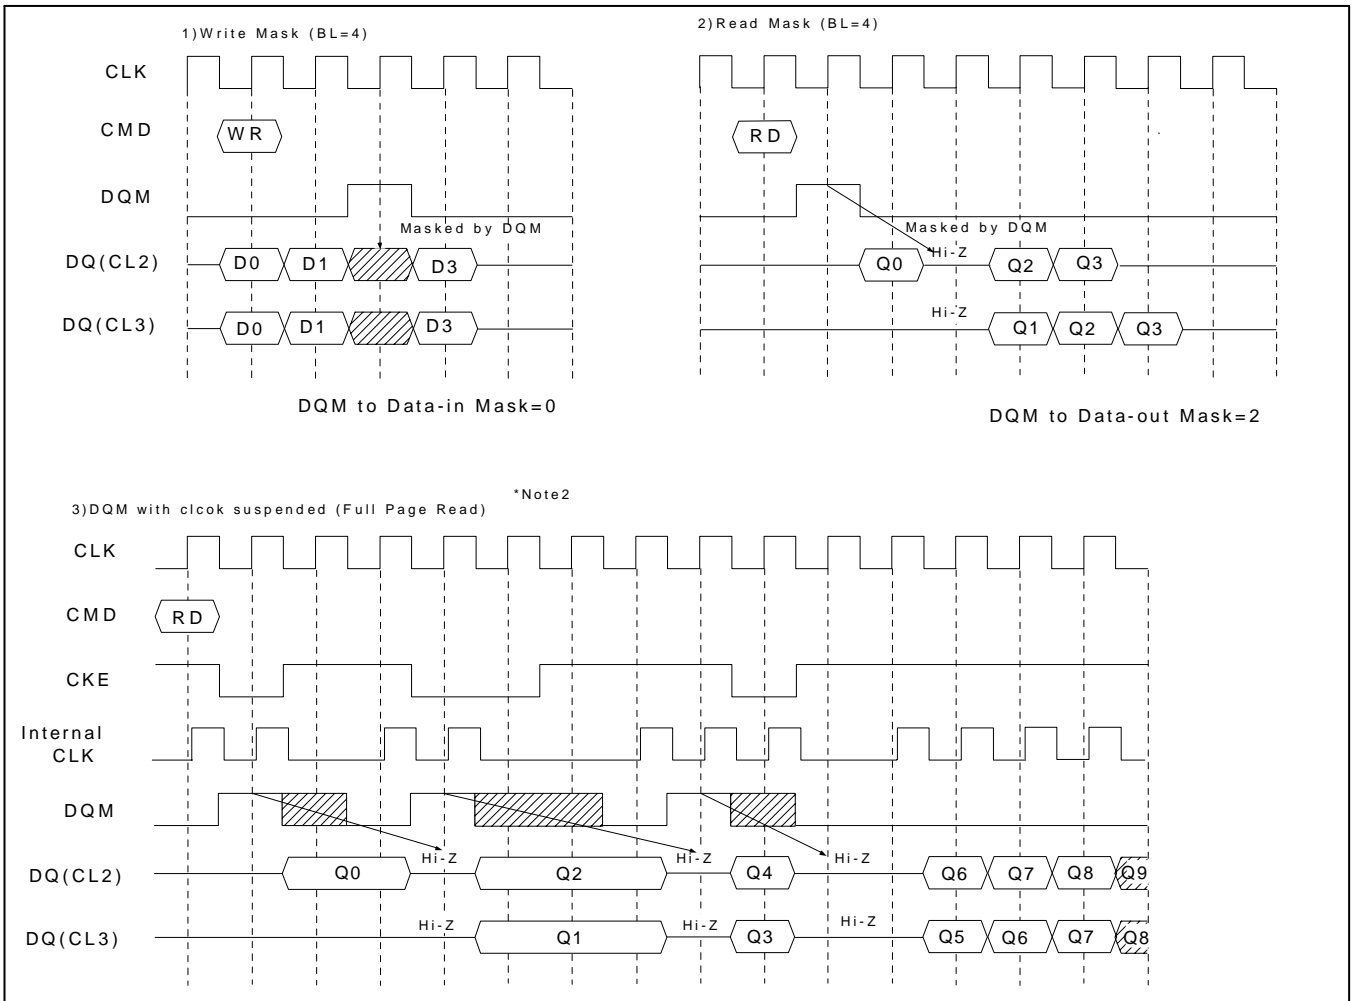 1)Write Mask (BL=4)
CLK
CMD
WR
DQM
Masked by DQM
DQ(CL2)
D0 D1 D3
DQ(CL3)
D0 D1 D3
DQM to Data-in Mask=0
2)Read Mask (BL=4)
RD
Masked by DQM
Hi-Z
Q0 Q2 Q3
Hi-Z
Q1 Q2 Q3
DQM to Data-out Mask=2
*Note2
3)DQM with clcok suspended (Full Page Read)
CLK
CMD
RD
CKE
Internal
CLK
DQM
Hi-Z Hi-Z Hi-Z
DQ(CL2)
Q0 Q2 Q4 Q6 Q7 Q8 Q9
Hi-Z Hi-Z Hi-Z
DQ(CL3)
Q1 Q3 Q5 Q6 Q7 Q8